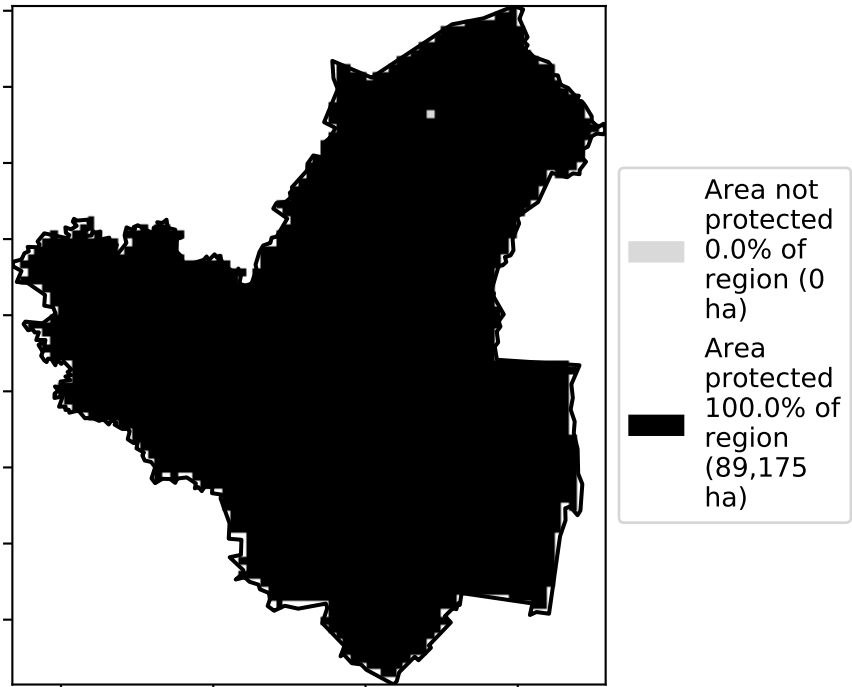 Area not
protected
0.0% of
region (0
ha)
Area
protected
100.0% of
region
(89,175
ha)